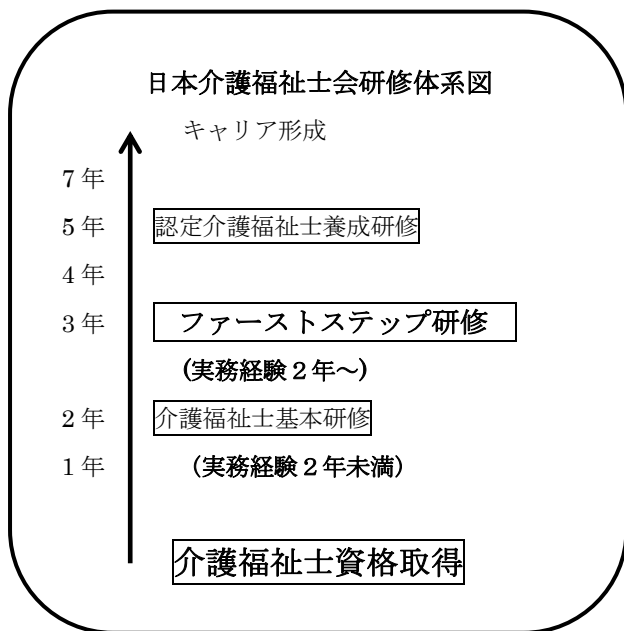 日本介護福祉士会研修体系図
キャリア形成
7年
5年 認定介護福祉士養成研修
4年
3年 ファーストステップ研修
(実務経験2年~)
2年 介護福祉士基本研修
1年 (実務経験2年未満)
介護福祉士資格取得